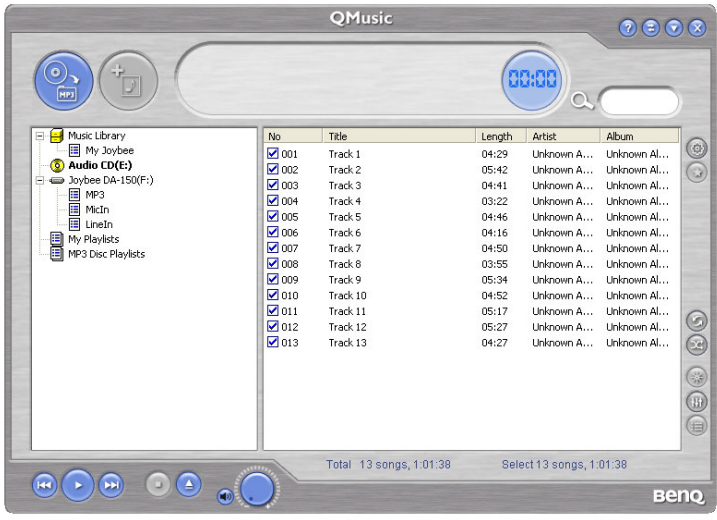 QMusic
MP3
00:00
Music Library
My Joybee
Audio CD(E:)
Joybee DA-150(F:)
MP3
MicIn
LineIn
My Playlists
MP3 Disc Playlists
No Title Length Artist Album
001 Track 1 04:29 Unknown A... Unknown Al...
002 Track 2 05:42 Unknown A... Unknown Al...
003 Track 3 04:41 Unknown A... Unknown Al...
004 Track 4 03:22 Unknown A... Unknown Al...
005 Track 5 04:46 Unknown A... Unknown Al...
006 Track 6 04:16 Unknown A... Unknown Al...
007 Track 7 04:50 Unknown A... Unknown Al...
008 Track 8 03:55 Unknown A... Unknown Al...
009 Track 9 05:34 Unknown A... Unknown Al...
010 Track 10 04:52 Unknown A... Unknown Al...
011 Track 11 05:17 Unknown A... Unknown Al...
012 Track 12 05:27 Unknown A... Unknown Al...
013 Track 13 04:27 Unknown A... Unknown Al...
Total 13 songs, 1:01:38 Select 13 songs, 1:01:38
BenQ